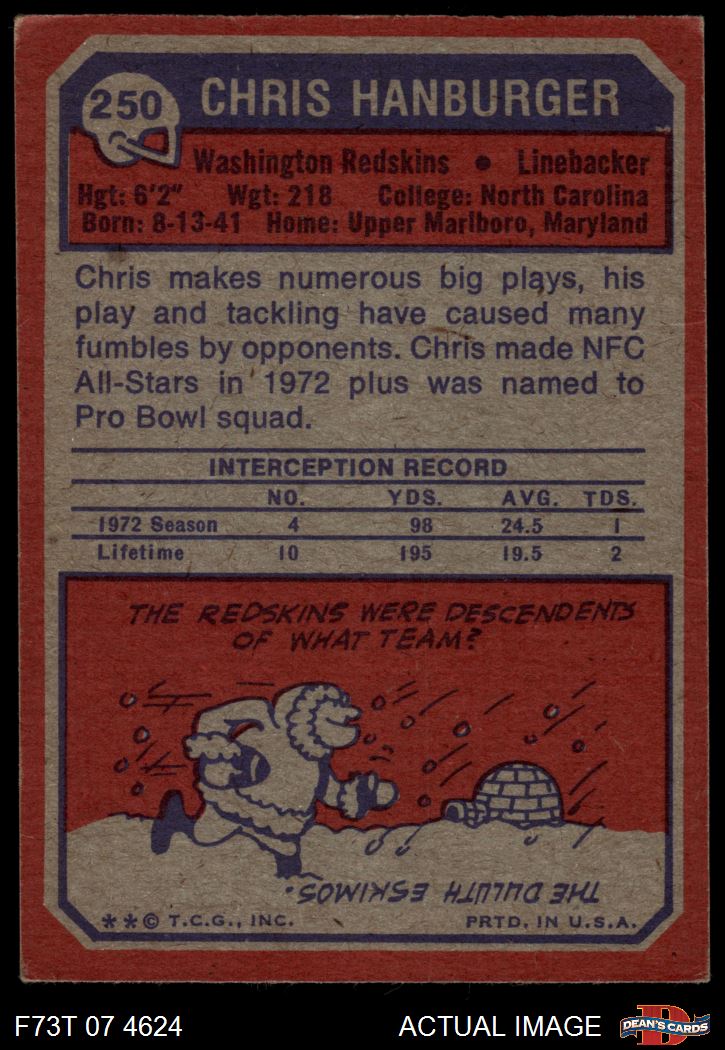 250
CHRIS HANBURGER
Washington Redskins • Linebacker
Hgt: 6'2" Wgt: 218 College: North Carolina
Born: 8-13-41 Home: Upper Marlboro, Maryland
Chris makes numerous big plays, his
play and tackling have caused many
fumbles by opponents. Chris made NFC
All-Stars in 1972 plus was named to
Pro Bowl squad.
INTERCEPTION RECORD
NO. YDS. AVG. TDS.
1972 Season 4 98 24.5 1
Lifetime 10 195 19.5 2
THE REDSKINS WERE DESCENDENTS
OF WHAT TEAM?
THE DULUTH ESKIMOS.
**© T.C.G., INC. PRTD. IN U.S.A.
F73T 07 4624 ACTUAL IMAGE
D
DEAN'S CARDS